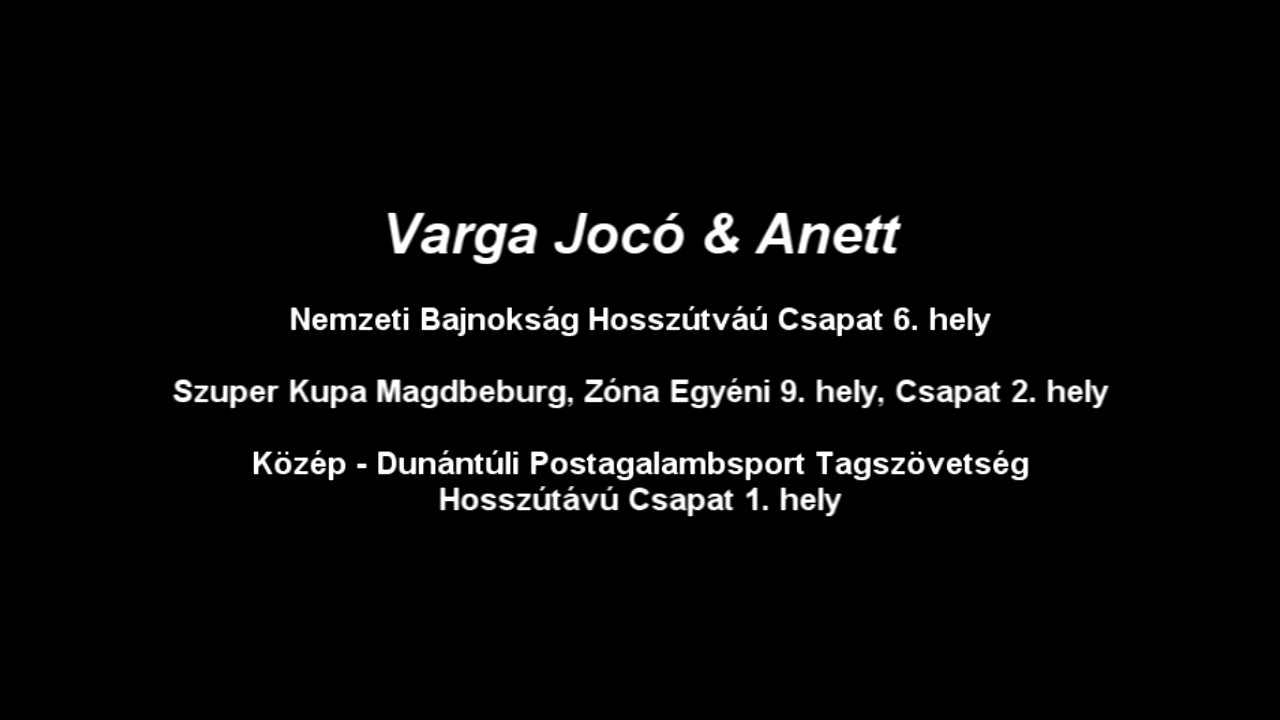 Varga Jocó & Anett
Nemzeti Bajnokság Hosszútváú Csapat 6. hely
Szuper Kupa Magdbeburg, Zóna Egyéni 9. hely, Csapat 2. hely
Közép - Dunántúli Postagalambsport Tagszövetség
Hosszútávú Csapat 1. hely